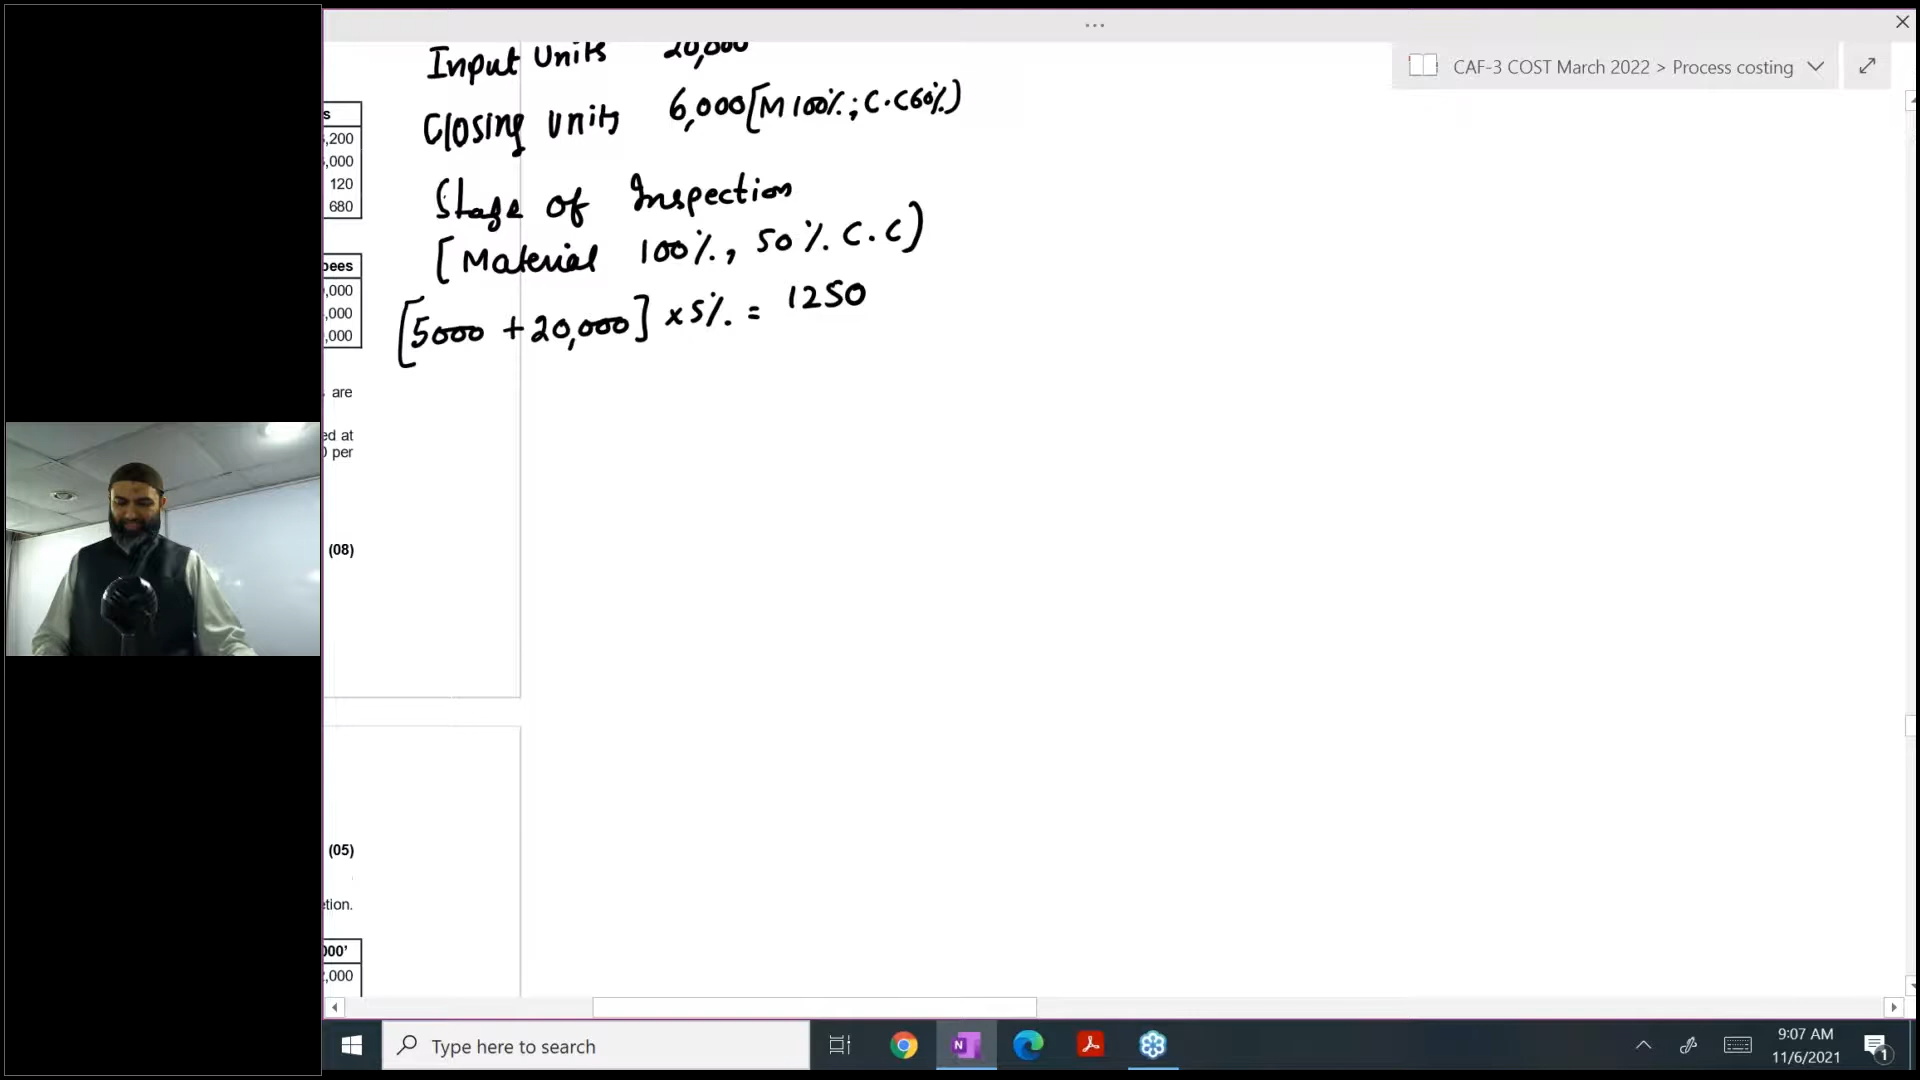 Input Units 20,000
CAF-3 COST March 2022 > Process costing
Closing Units 6,000 [M 100%; C.C 60%)
Stage of Inspection
[Material 100%, 50% C.C)
[5000 + 20,000] x 5% = 1250
s
,200
,000
120
680
pees
,000
,000
,000
are
ed at
per
(08)
(05)
etion.
000'
,000
Type here to search
9:07 AM
11/6/2021
1